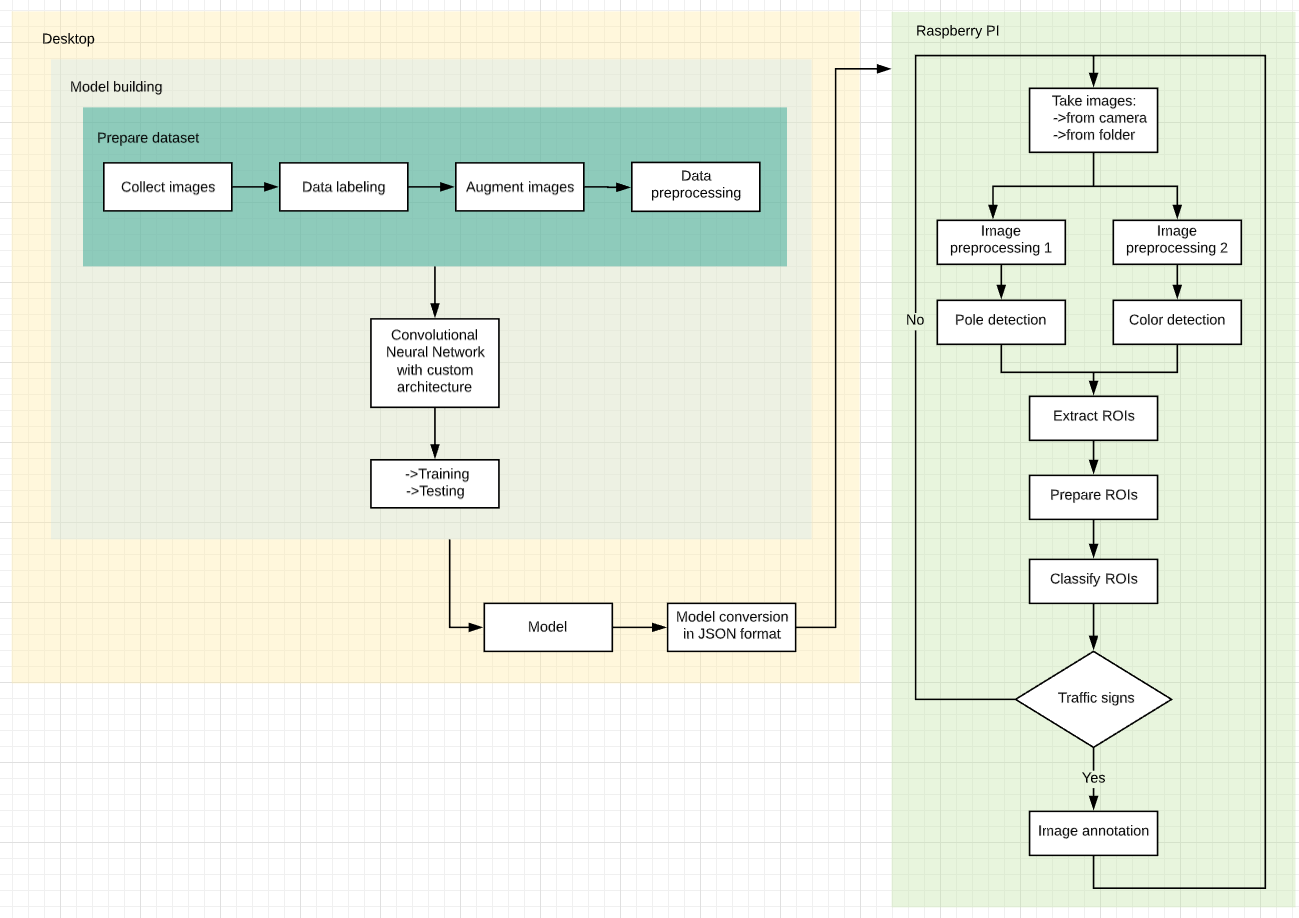 Desktop
Model building
Prepare dataset
Collect images
Data labeling
Augment images
Data
preprocessing
Convolutional
Neural Network
with custom
architecture
->Training
->Testing
Model
Model conversion
in JSON format
Raspberry PI
Take images:
->from camera
->from folder
Image
preprocessing 1
Image
preprocessing 2
No
Pole detection
Color detection
Extract ROIs
Prepare ROIs
Classify ROIs
Traffic signs
Yes
Image annotation